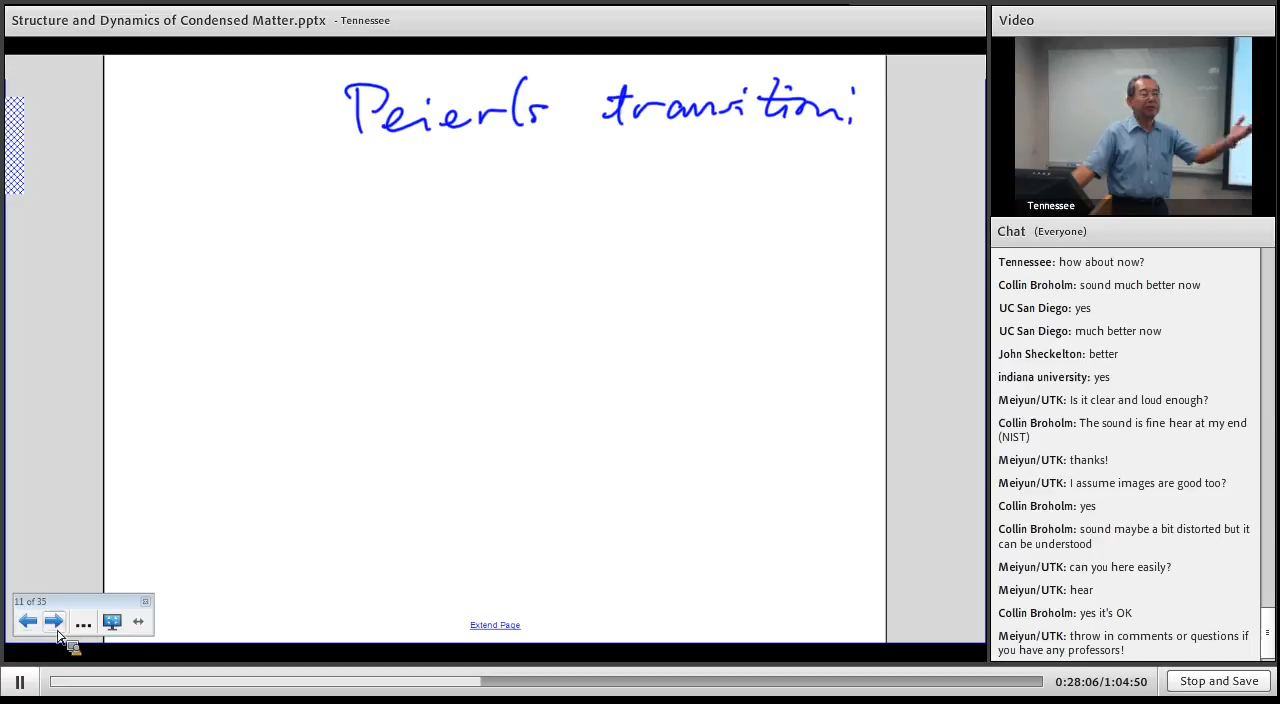 Structure and Dynamics of Condensed Matter.pptx - Tennessee
Peierls transition:
11 of 35
...
Extend Page
Video
Tennessee
Chat (Everyone)
Tennessee: how about now?
Collin Broholm: sound much better now
UC San Diego: yes
UC San Diego: much better now
John Sheckelton: better
indiana university: yes
Meiyun/UTK: Is it clear and loud enough?
Collin Broholm: The sound is fine hear at my end
(NIST)
Meiyun/UTK: thanks!
Meiyun/UTK: I assume images are good too?
Collin Broholm: yes
Collin Broholm: sound maybe a bit distorted but it
can be understood
Meiyun/UTK: can you here easily?
Meiyun/UTK: hear
Collin Broholm: yes it's OK
Meiyun/UTK: throw in comments or questions if
you have any professors!
0:28:06/1:04:50
Stop and Save